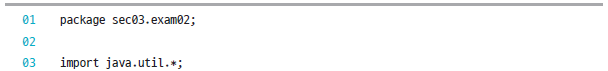 01 package sec03.exam02;
02
03 import java.util.*;